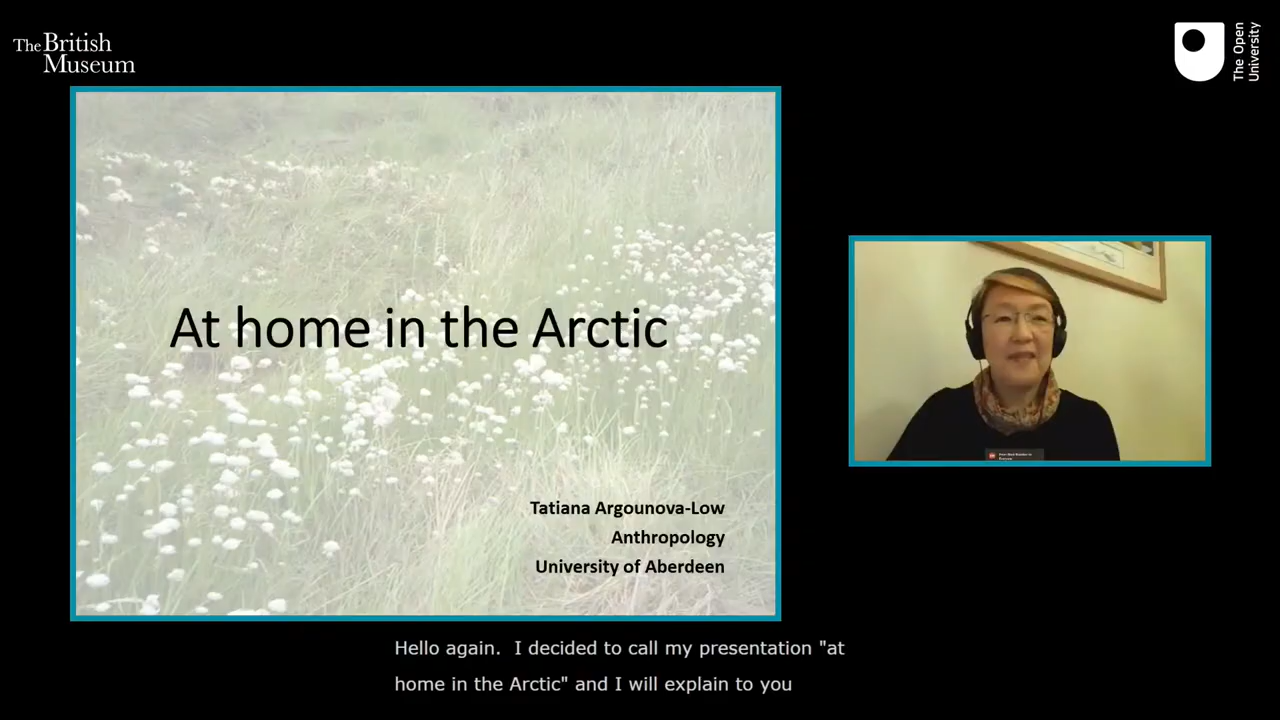 The British
Museum
The Open
University
At home in the Arctic
Tatiana Argounova-Low
Anthropology
University of Aberdeen
Hello again.  I decided to call my presentation "at
home in the Arctic" and I will explain to you